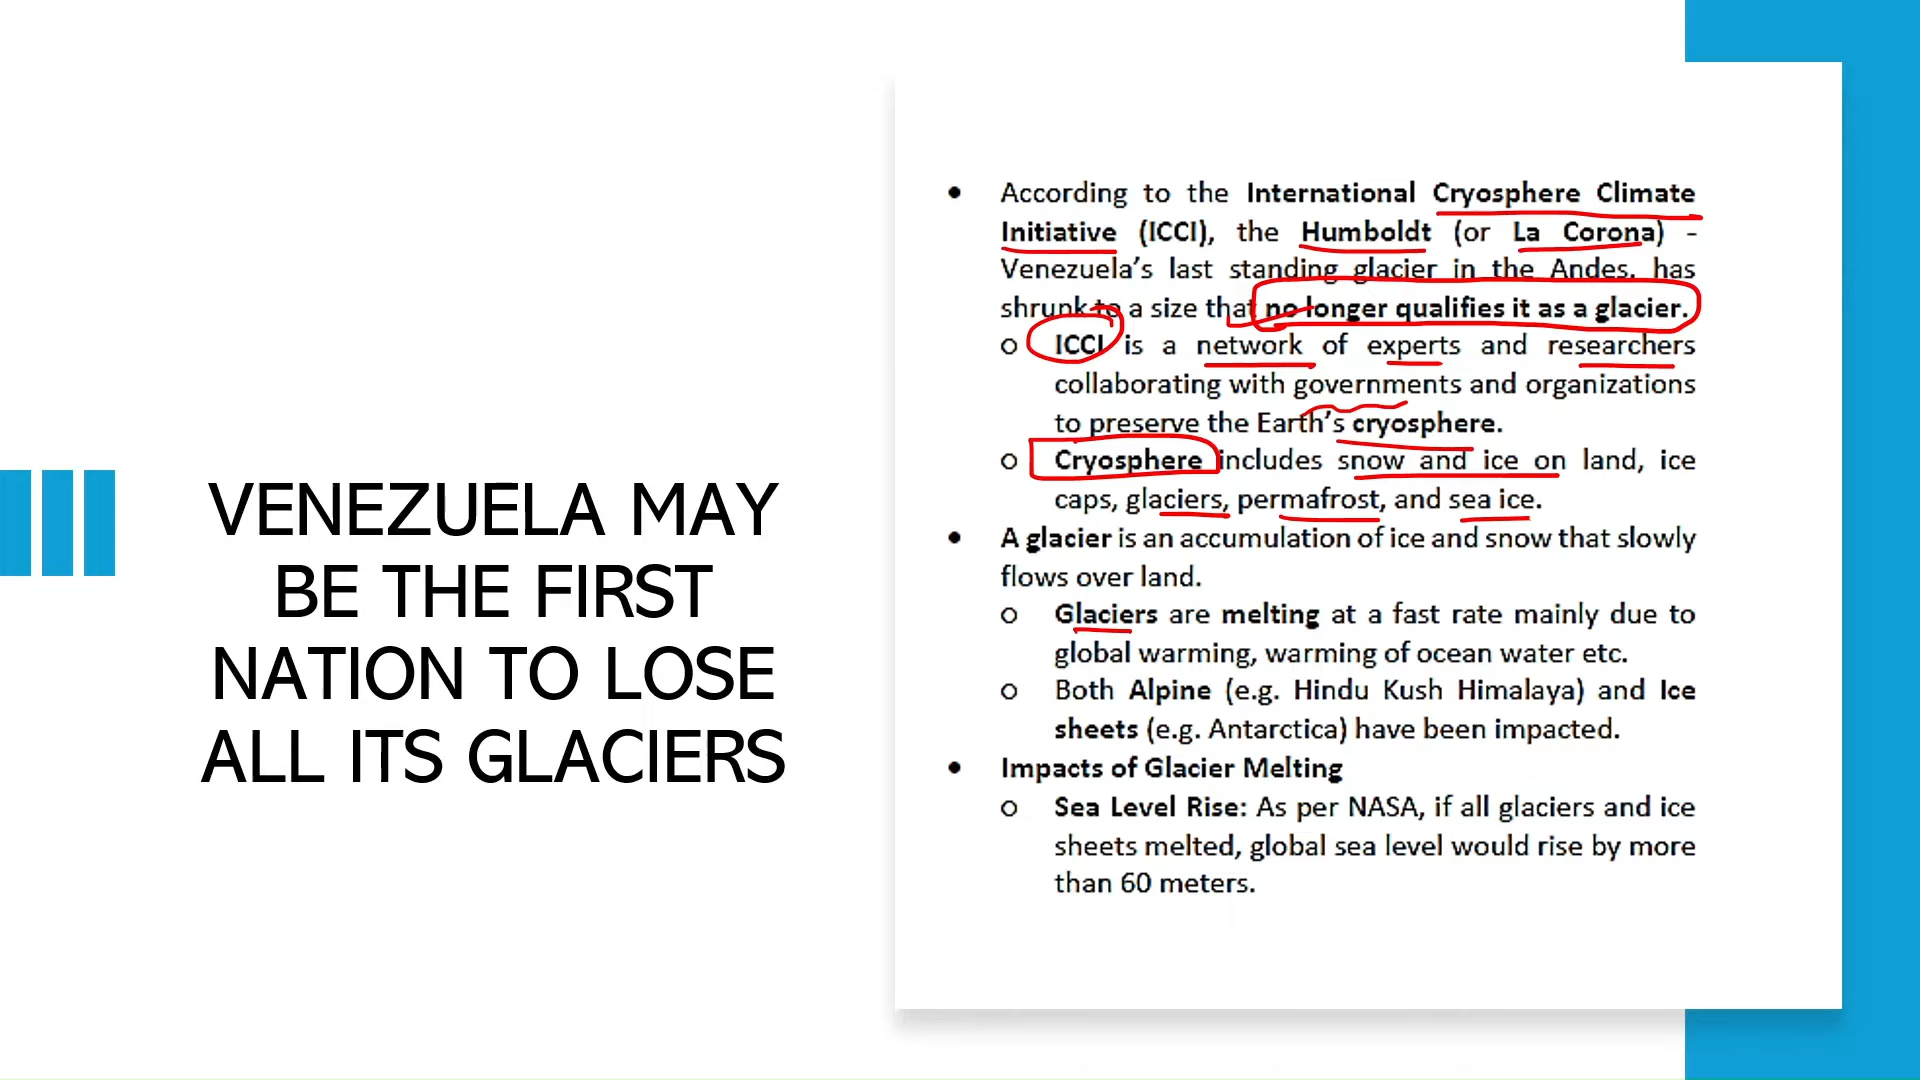 VENEZUELA MAY
BE THE FIRST
NATION TO LOSE
ALL ITS GLACIERS
• According to the International Cryosphere Climate
Initiative (ICCI), the Humboldt (or La Corona) -
Venezuela's last standing glacier in the Andes, has
shrunk to a size that no longer qualifies it as a glacier.
o ICCI is a network of experts and researchers
collaborating with governments and organizations
to preserve the Earth's cryosphere.
o Cryosphere includes snow and ice on land, ice
caps, glaciers, permafrost, and sea ice.
• A glacier is an accumulation of ice and snow that slowly
flows over land.
o Glaciers are melting at a fast rate mainly due to
global warming, warming of ocean water etc.
o Both Alpine (e.g. Hindu Kush Himalaya) and Ice
sheets (e.g. Antarctica) have been impacted.
• Impacts of Glacier Melting
o Sea Level Rise: As per NASA, if all glaciers and ice
sheets melted, global sea level would rise by more
than 60 meters.